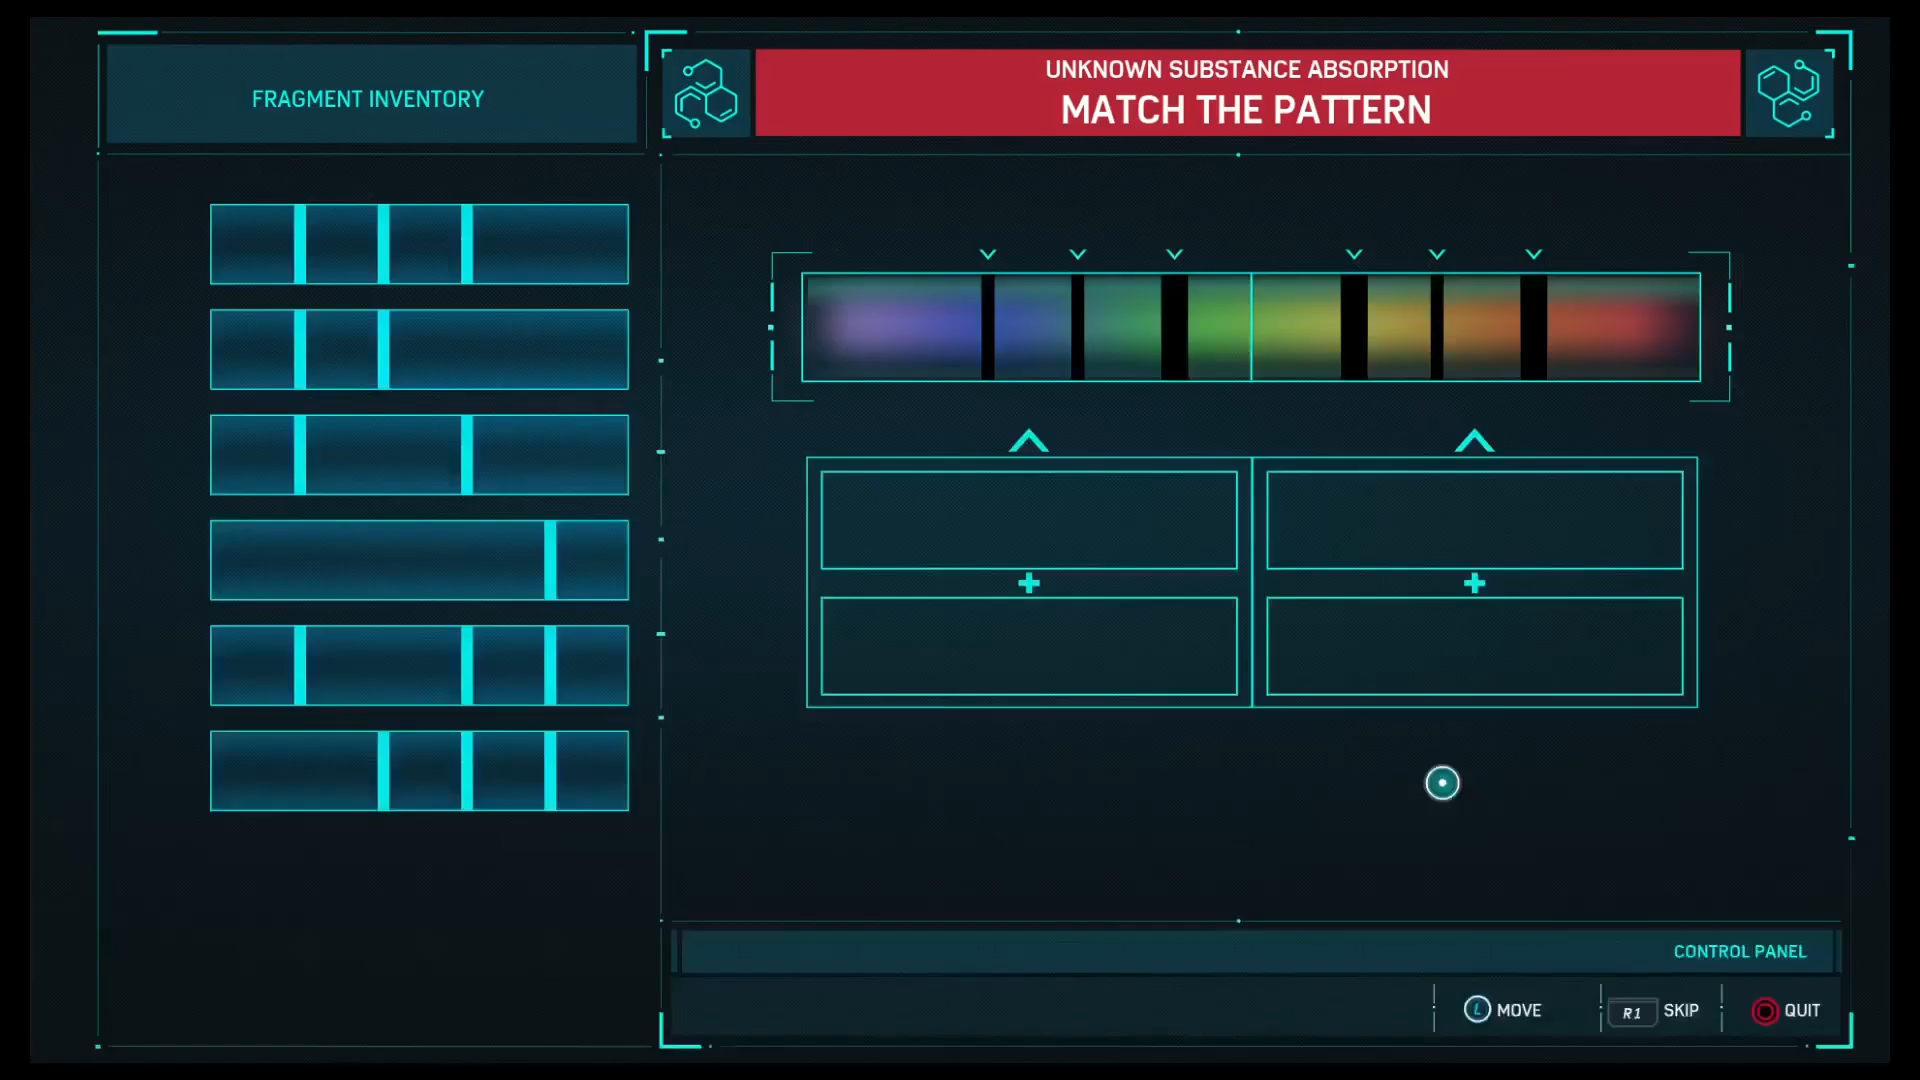 FRAGMENT INVENTORY
UNKNOWN SUBSTANCE ABSORPTION
MATCH THE PATTERN
CONTROL PANEL
L MOVE
R1 SKIP
QUIT